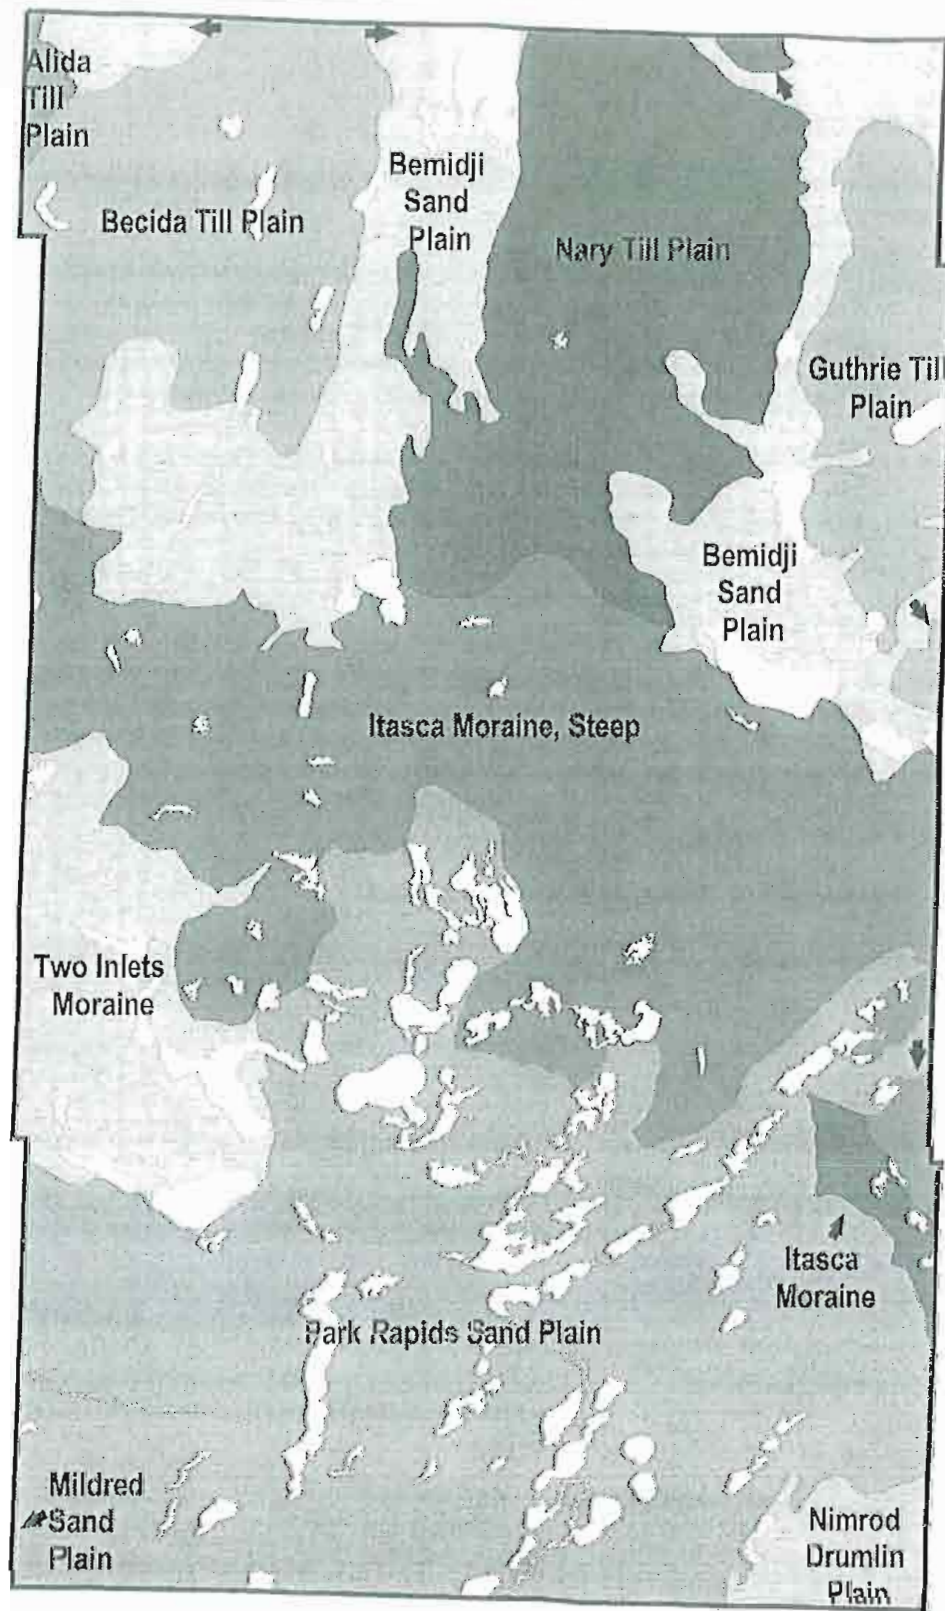 Alida
Till
Plain
Becida Till Plain
Bemidji
Sand
Plain
Nary Till Plain
Guthrie Till
Plain
Bemidji
Sand
Plain
Itasca Moraine, Steep
Two Inlets
Moraine
Itasca
Moraine
Park Rapids Sand Plain
Mildred
Sand
Plain
Nimrod
Drumlin
Plain